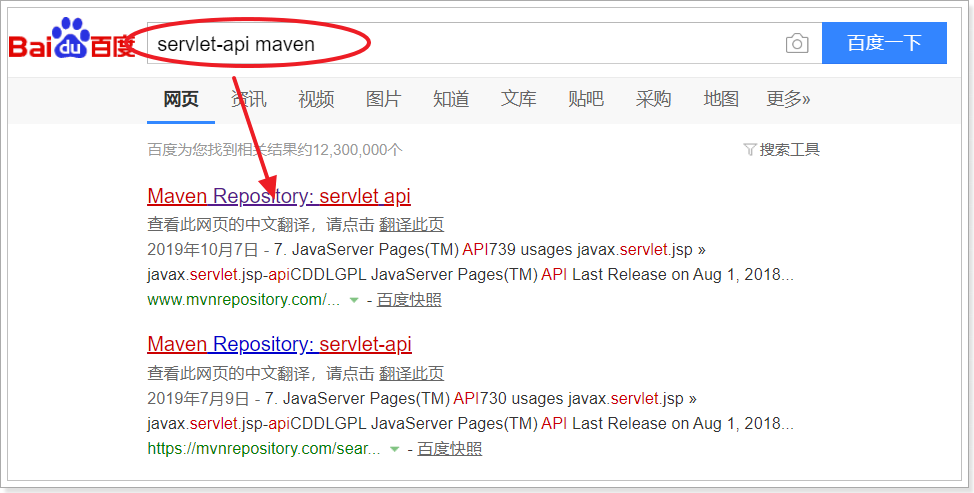 Bai du 百度 servlet-api maven 百度一下
网页 资讯 视频 图片 知道 文库 贴吧 采购 地图 更多»
百度为您找到相关结果约12,300,000个 搜索工具
Maven Repository: servlet api
查看此网页的中文翻译，请点击 翻译此页
2019年10月7日 - 7. JavaServer Pages(TM) API739 usages javax.servlet.jsp »
javax.servlet.jsp-apiCDDLGPL JavaServer Pages(TM) API Last Release on Aug 1, 2018...
www.mvnrepository.com/... - 百度快照
Maven Repository: servlet-api
查看此网页的中文翻译，请点击 翻译此页
2019年7月9日 - 7. JavaServer Pages(TM) API730 usages javax.servlet.jsp »
javax.servlet.jsp-apiCDDLGPL JavaServer Pages(TM) API Last Release on Aug 1, 2018...
https://mvnrepository.com/sear... - 百度快照